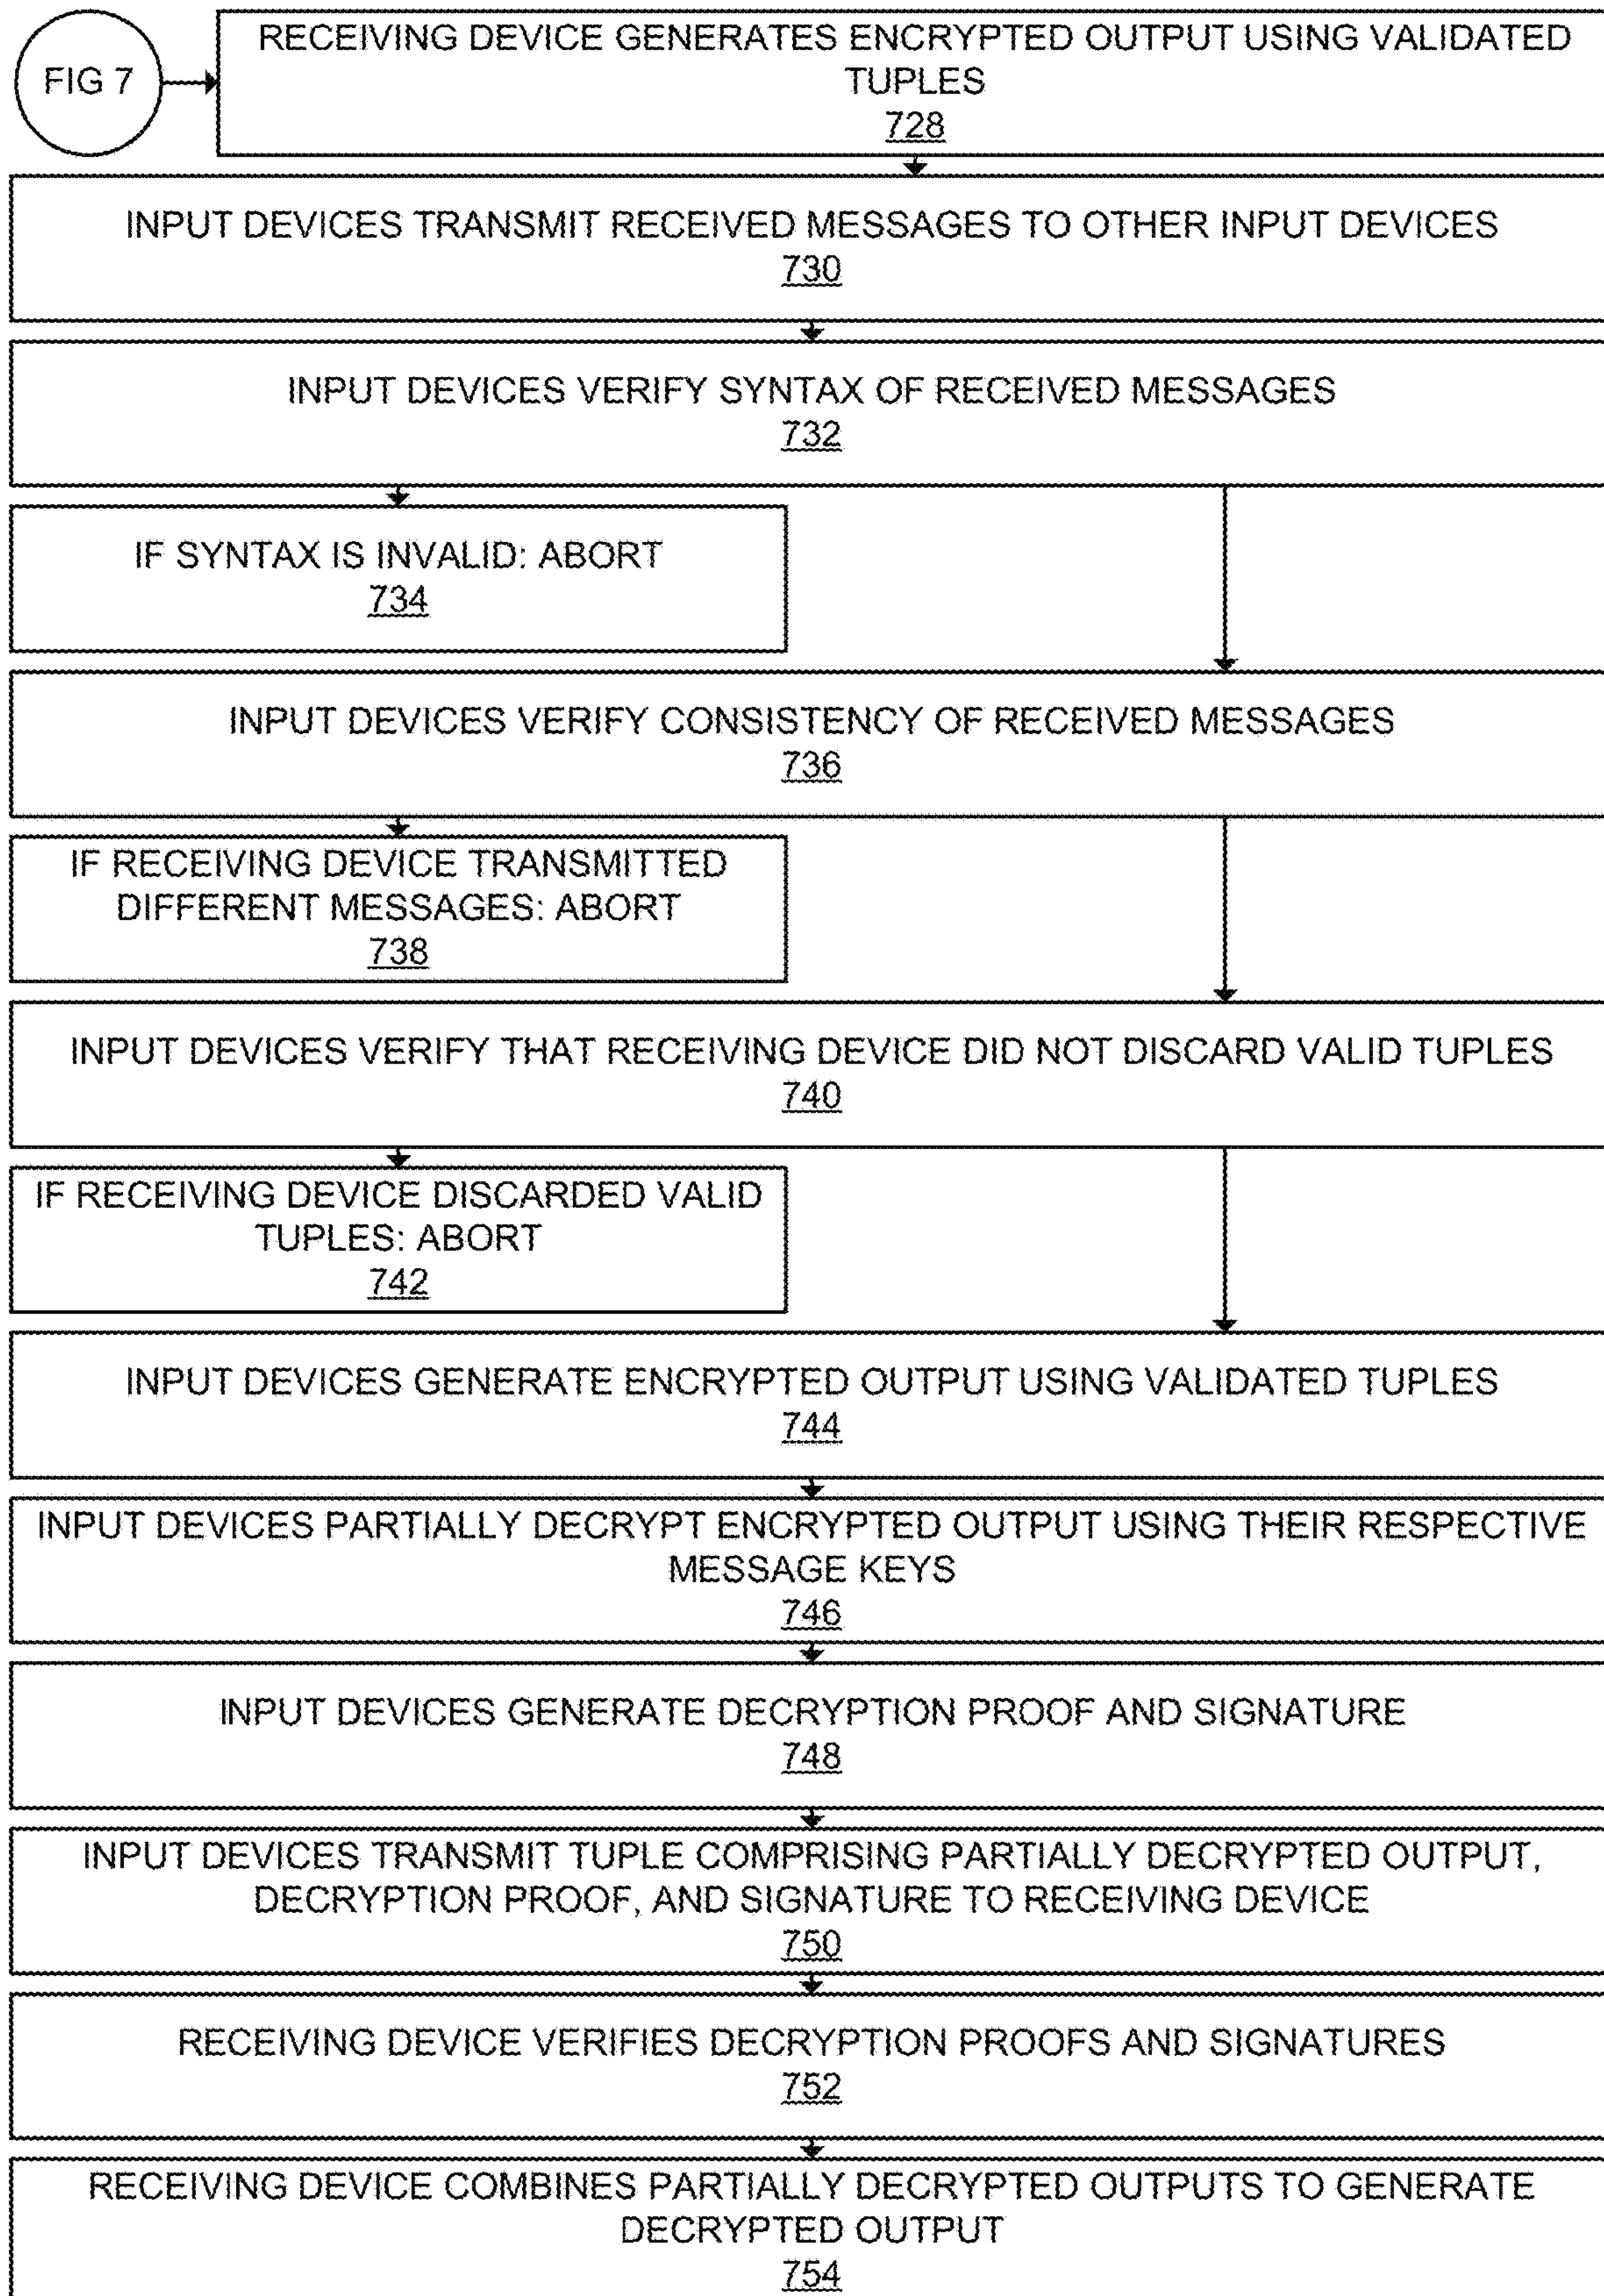 FIG 7
RECEIVING DEVICE GENERATES ENCRYPTED OUTPUT USING VALIDATED
TUPLES
728
INPUT DEVICES TRANSMIT RECEIVED MESSAGES TO OTHER INPUT DEVICES
730
INPUT DEVICES VERIFY SYNTAX OF RECEIVED MESSAGES
732
IF SYNTAX IS INVALID: ABORT
734
INPUT DEVICES VERIFY CONSISTENCY OF RECEIVED MESSAGES
736
IF RECEIVING DEVICE TRANSMITTED
DIFFERENT MESSAGES: ABORT
738
INPUT DEVICES VERIFY THAT RECEIVING DEVICE DID NOT DISCARD VALID TUPLES
740
IF RECEIVING DEVICE DISCARDED VALID
TUPLES: ABORT
742
INPUT DEVICES GENERATE ENCRYPTED OUTPUT USING VALIDATED TUPLES
744
INPUT DEVICES PARTIALLY DECRYPT ENCRYPTED OUTPUT USING THEIR RESPECTIVE
MESSAGE KEYS
746
INPUT DEVICES GENERATE DECRYPTION PROOF AND SIGNATURE
748
INPUT DEVICES TRANSMIT TUPLE COMPRISING PARTIALLY DECRYPTED OUTPUT,
DECRYPTION PROOF, AND SIGNATURE TO RECEIVING DEVICE
750
RECEIVING DEVICE VERIFIES DECRYPTION PROOFS AND SIGNATURES
752
RECEIVING DEVICE COMBINES PARTIALLY DECRYPTED OUTPUTS TO GENERATE
DECRYPTED OUTPUT
754